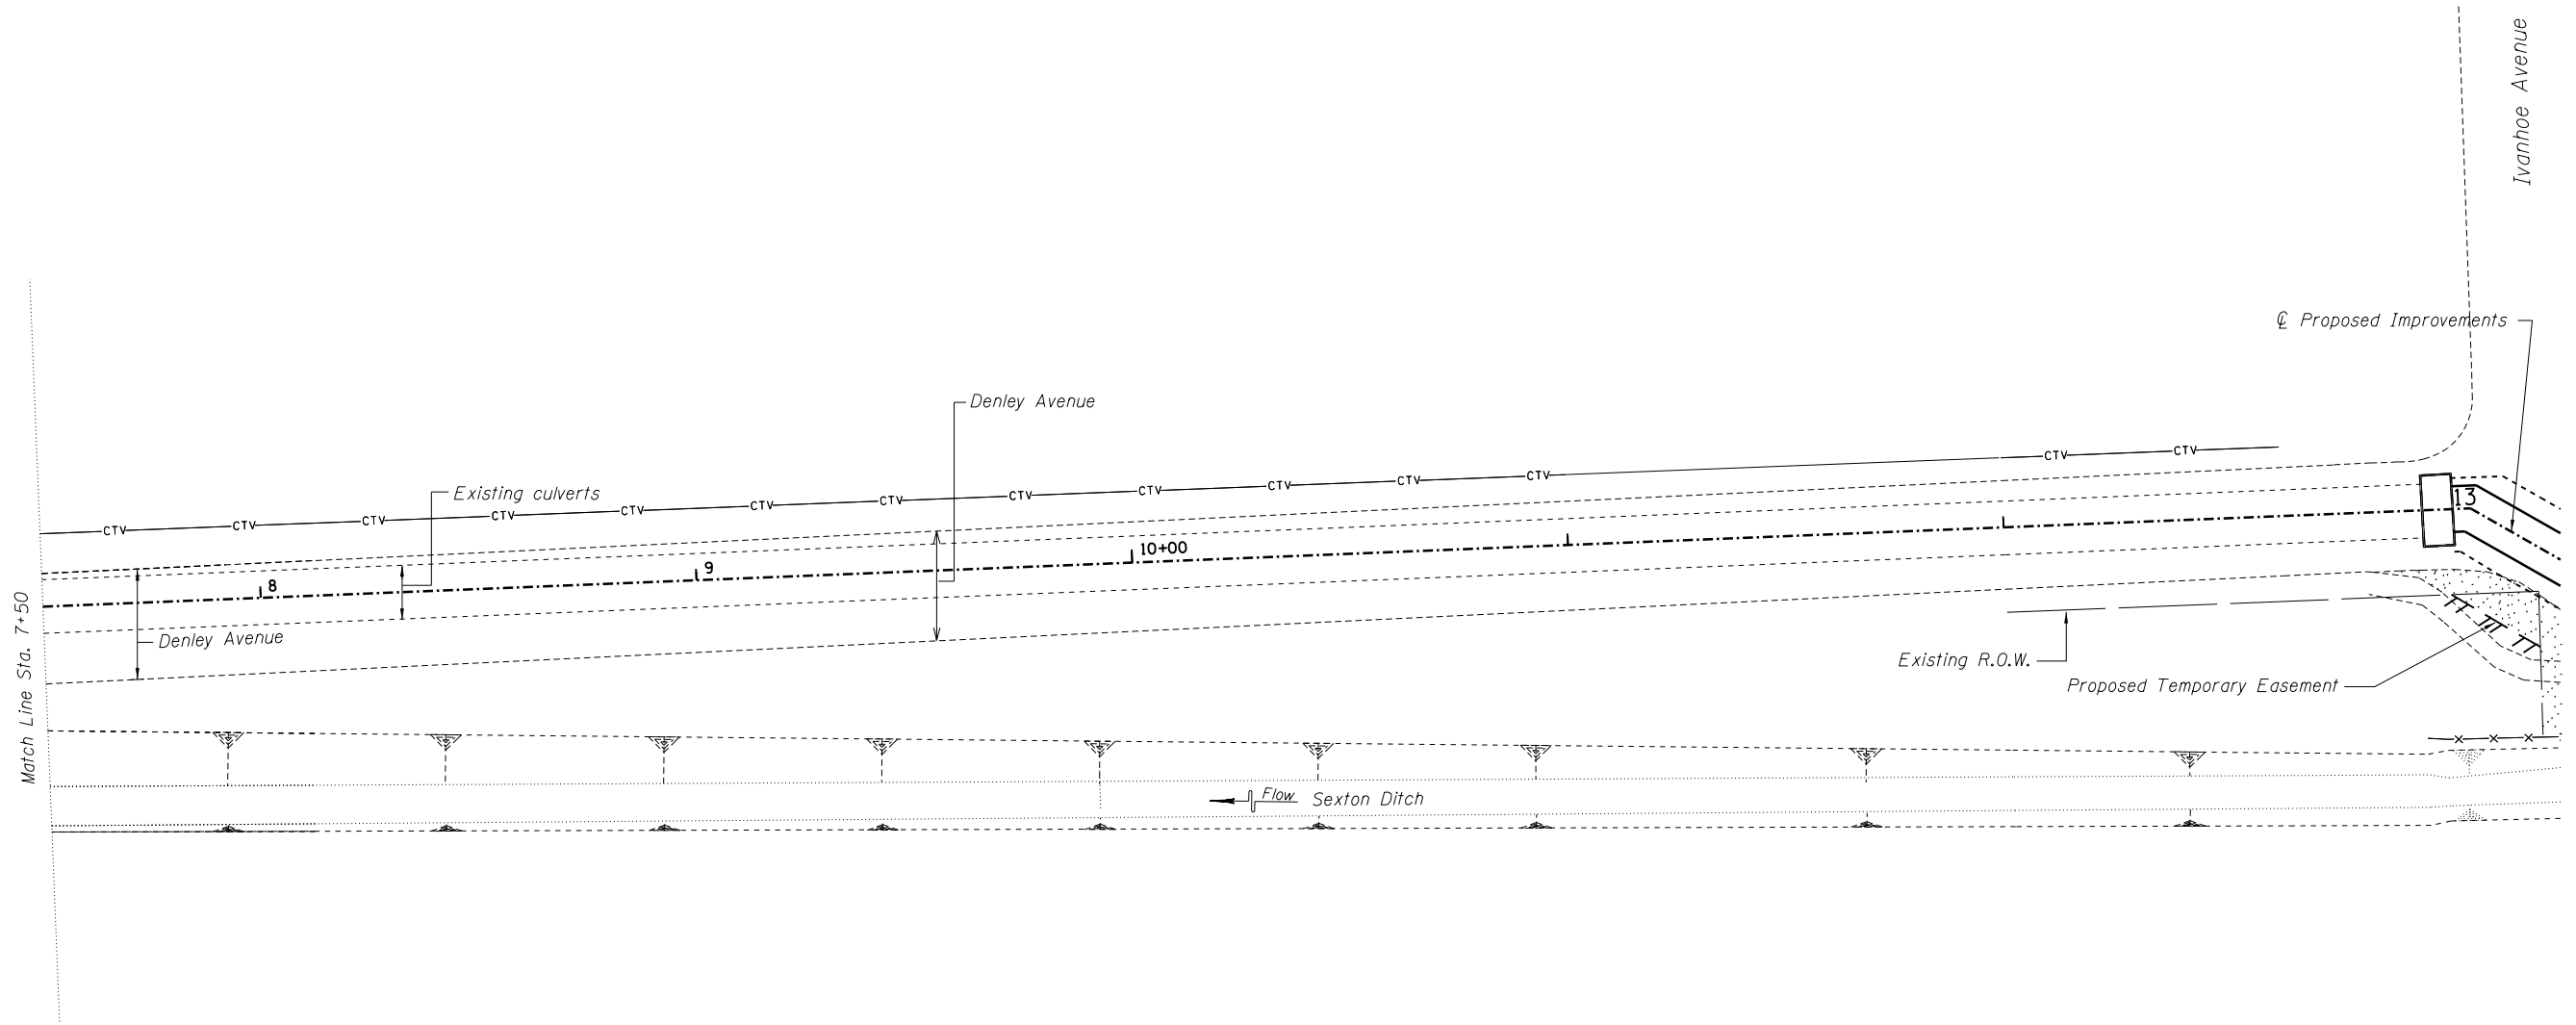 Ivanhoe Avenue
℄ Proposed Improvements
Denley Avenue
CTV CTV CTV CTV CTV CTV CTV CTV CTV CTV CTV CTV CTV CTV
Existing culverts
13
10+00
9
8
Match Line Sta. 7+50
Denley Avenue
Existing R.O.W.
Proposed Temporary Easement
Flow Sexton Ditch